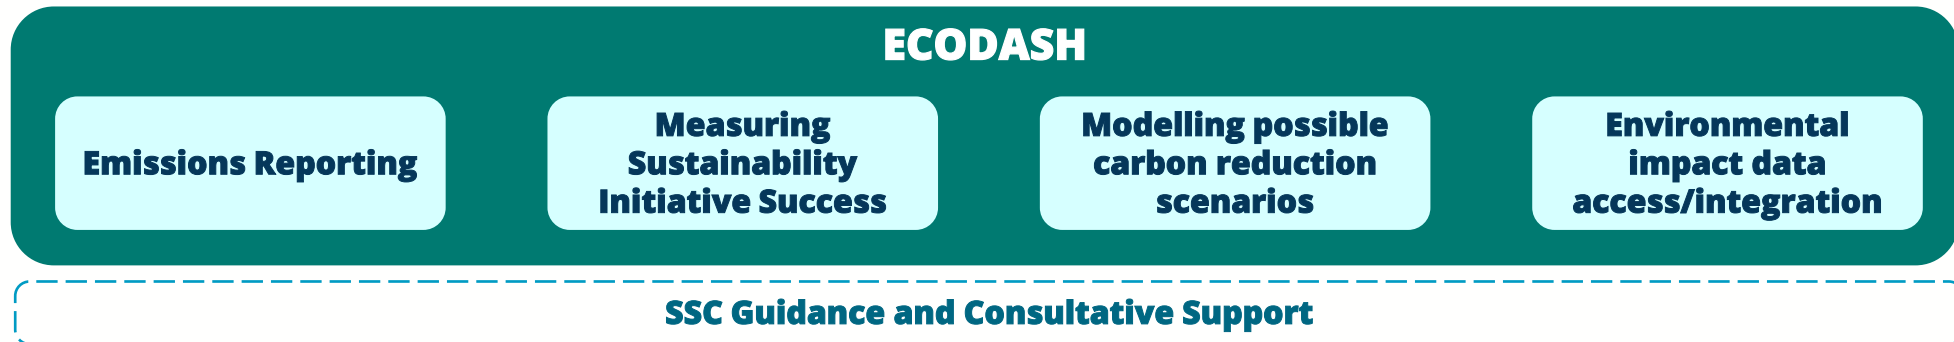 ECODASH
Emissions Reporting
Measuring
Sustainability
Initiative Success
Modelling possible
carbon reduction
scenarios
Environmental
impact data
access/integration
SSC Guidance and Consultative Support